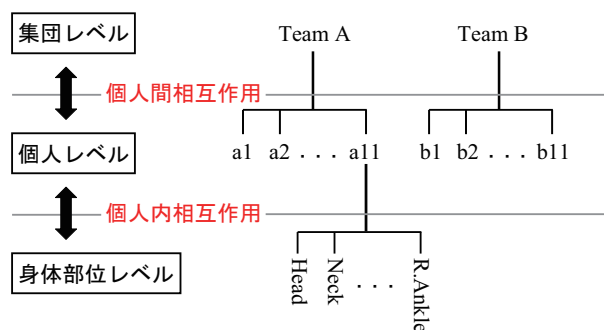 集団レベル
Team A
Team B
個人間相互作用
個人レベル
a1 a2 . . . a11
b1 b2 . . . b11
個人内相互作用
身体部位レベル
Head
Neck
. . .
R.Ankle